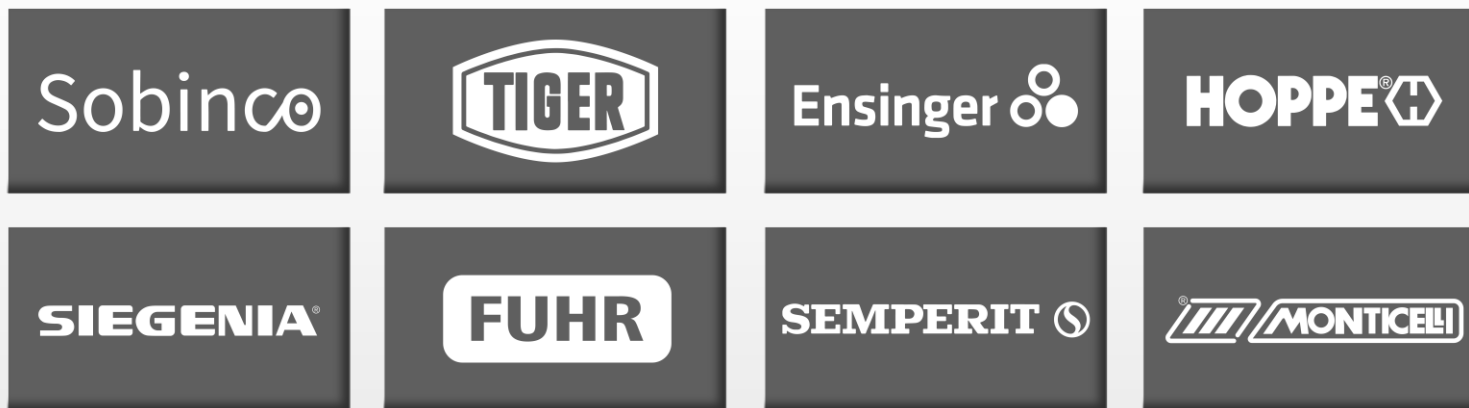 Sobinco
TIGER
Ensinger
HOPPE®
SIEGENIA®
FUHR
SEMPERIT
® MONTICELLI